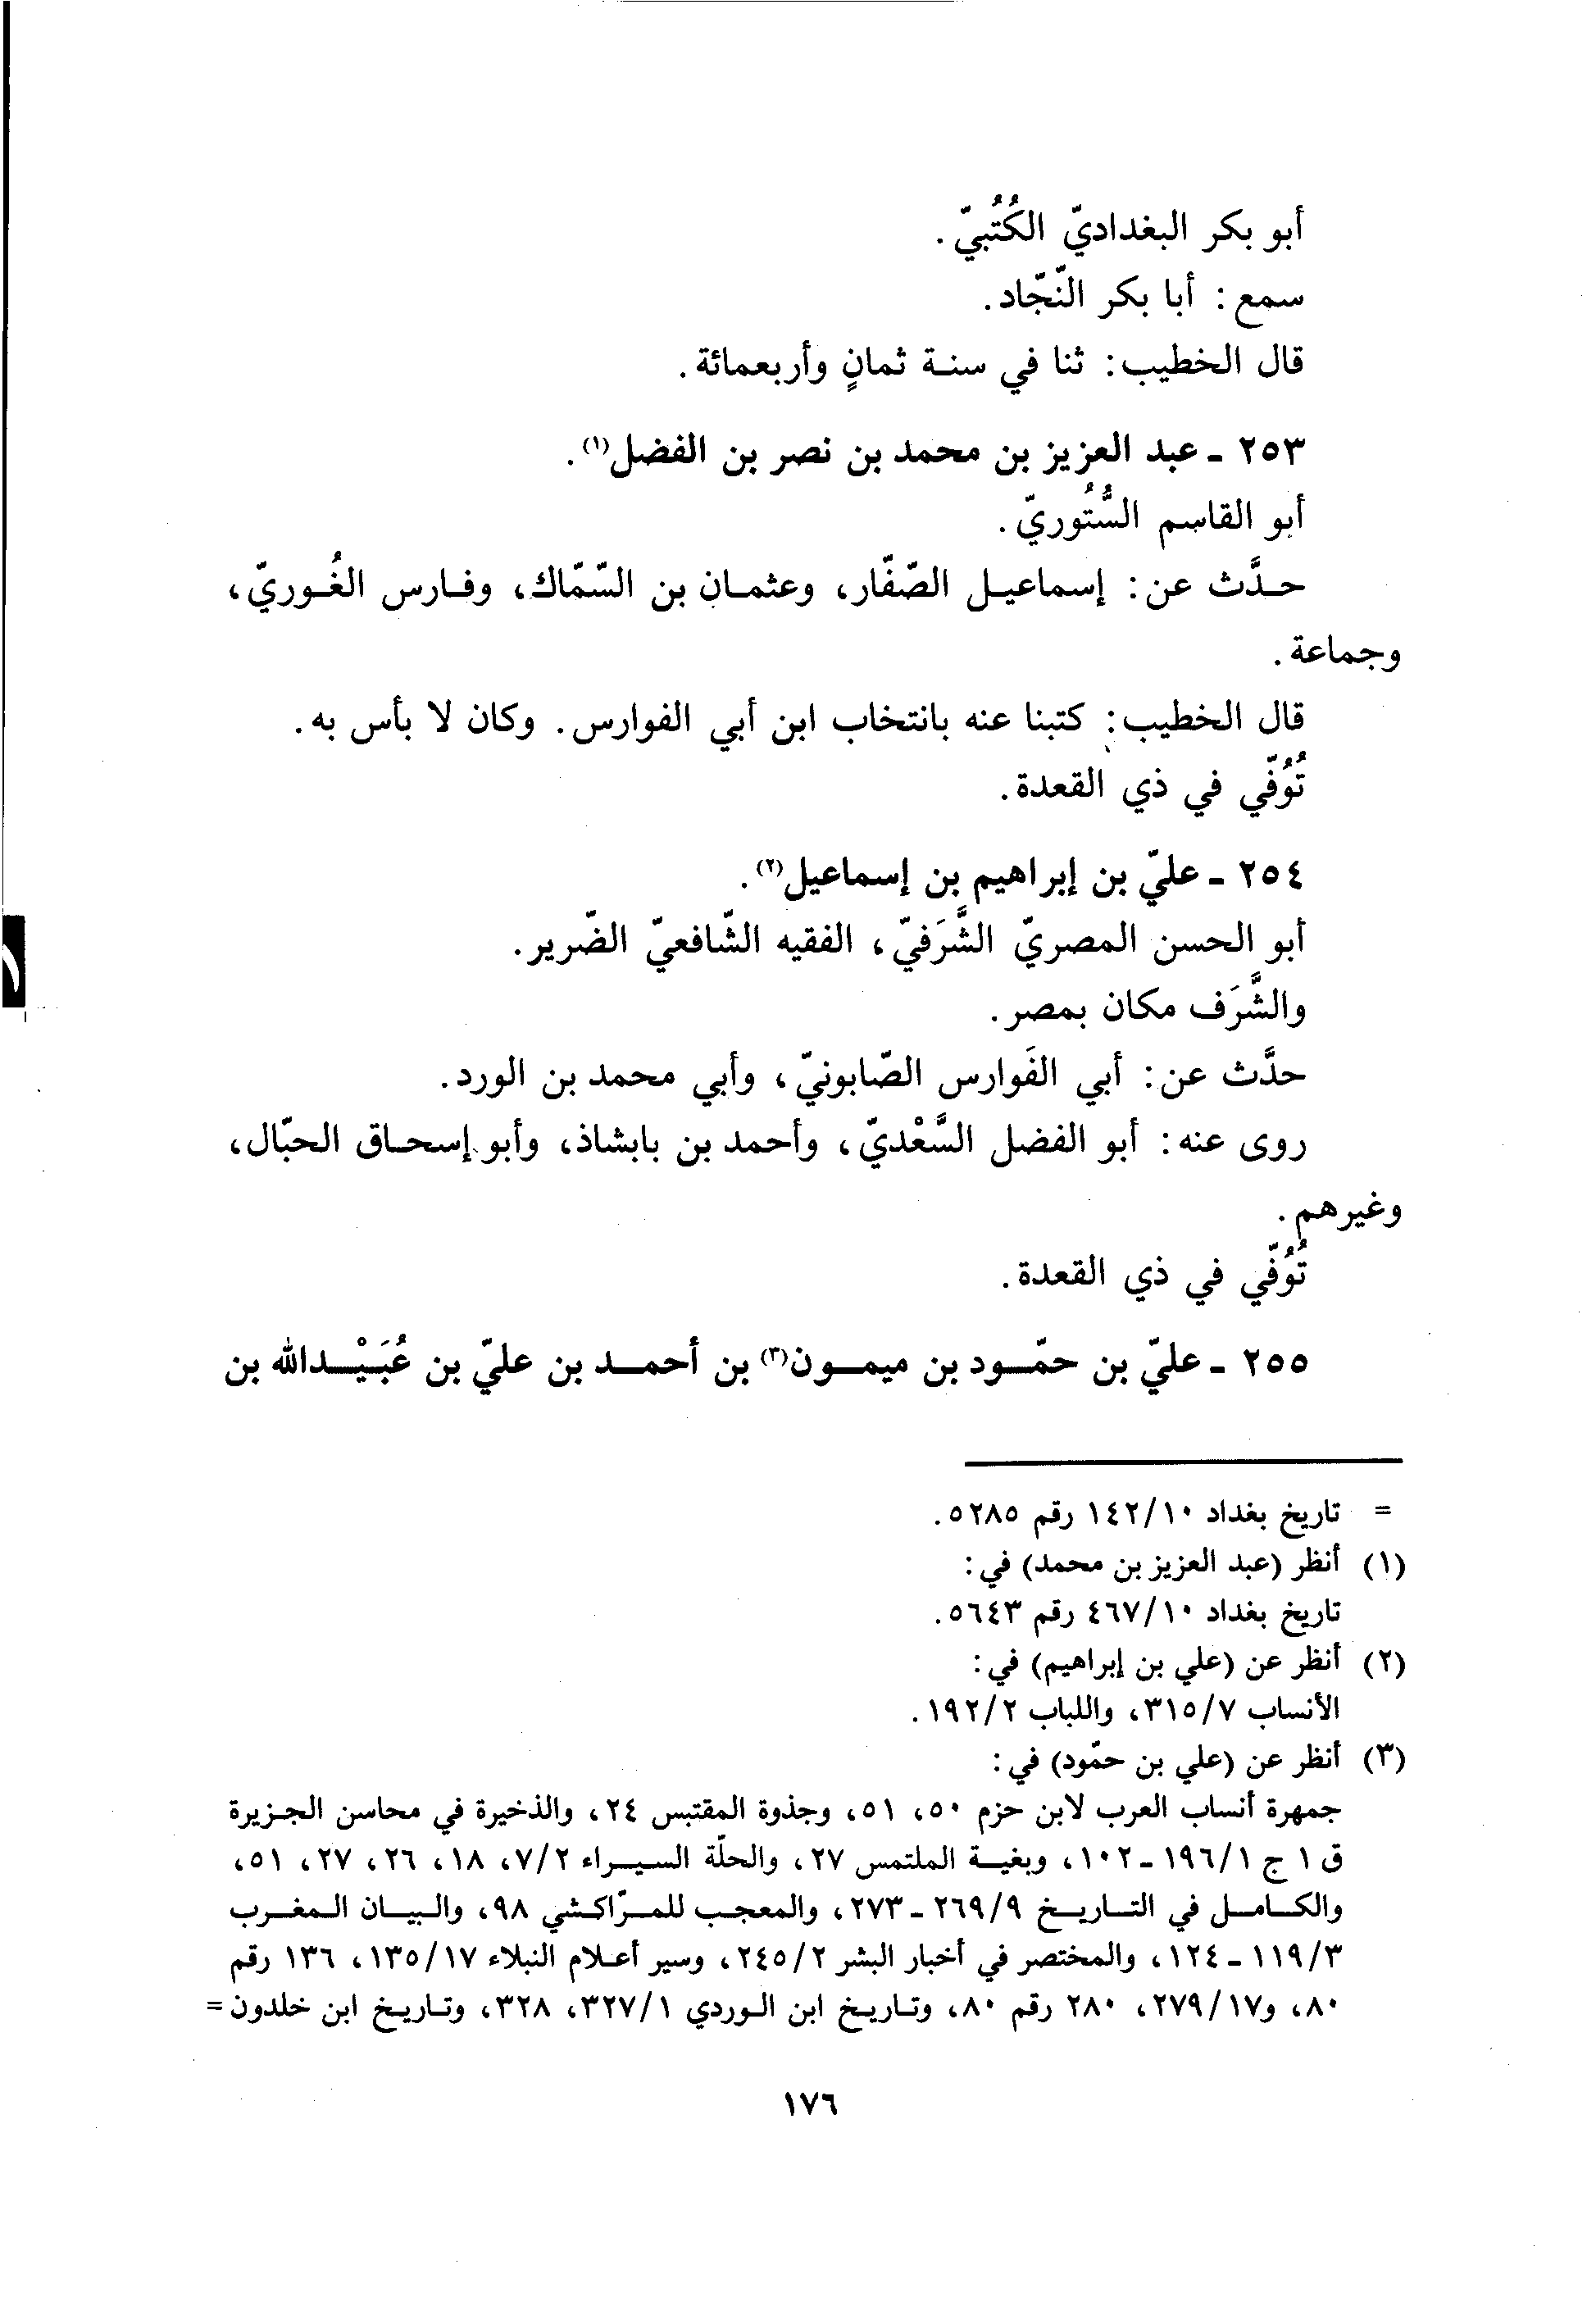 أبو بكر البغداديّ الكُتُبيّ.
سمع: أبا بكر النّجّاد.
قال الخطيب: ثنا في سنة ثمانٍ وأربعمائة.
٢٥٣ ـ عبد العزيز بن محمد بن نصر بن الفضل(١).
أبو القاسم السُّتُوريّ.
حدَّث عن: إسماعيل الصّفّار، وعثمان بن السّمّاك، وفارس الغُوريّ،
وجماعة.
قال الخطيب: كتبنا عنه بانتخاب ابن أبي الفوارس. وكان لا بأس به.
تُوُفّي في ذي القعدة.
٢٥٤ ـ عليّ بن إبراهيم بن إسماعيل(٢).
أبو الحسن المصريّ الشَّرَفيّ، الفقيه الشّافعيّ الضّرير.
والشَّرَف مكان بمصر.
حدَّث عن: أبي الفَوارس الصّابونيّ، وأبي محمد بن الورد.
روى عنه: أبو الفضل السَّعْديّ، وأحمد بن بابشاذ، وأبو إسحاق الحبّال،
وغيرهم.
تُوُفّي في ذي القعدة.
٢٥٥ ـ عليّ بن حمّود بن ميمون(٣) بن أحمد بن عليّ بن عُبَيْدالله بن
= تاريخ بغداد ١٤٢/١٠ رقم ٥٢٨٥.
(١) أنظر (عبد العزيز بن محمد) في:
تاريخ بغداد ٤٦٧/١٠ رقم ٥٦٤٣.
(٢) أنظر عن (علي بن إبراهيم) في:
الأنساب ٣١٥/٧، واللباب ١٩٢/٢.
(٣) أنظر عن (علي بن حمّود) في:
جمهرة أنساب العرب لابن حزم ٥٠، ٥١، وجذوة المقتبس ٢٤، والذخيرة في محاسن الجزيرة
ق ١ ج ١٩٦/١ ـ ١٠٢، وبغية الملتمس ٢٧، والحلّة السيراء ٧/٢، ١٨، ٢٦، ٢٧، ٥١،
والكامل في التاريخ ٢٦٩/٩ ـ ٢٧٣، والمعجب للمرّاكشي ٩٨، والبيان المغرب
١١٩/٣ ـ ١٢٤، والمختصر في أخبار البشر ٢٤٥/٢، وسير أعلام النبلاء ١٣٥/١٧، ١٣٦ رقم
٨٠، و٢٧٩/١٧، ٢٨٠ رقم ٨٠، وتاريخ ابن الوردي ٣٢٧/١، ٣٢٨، وتاريخ ابن خلدون =
١٧٦